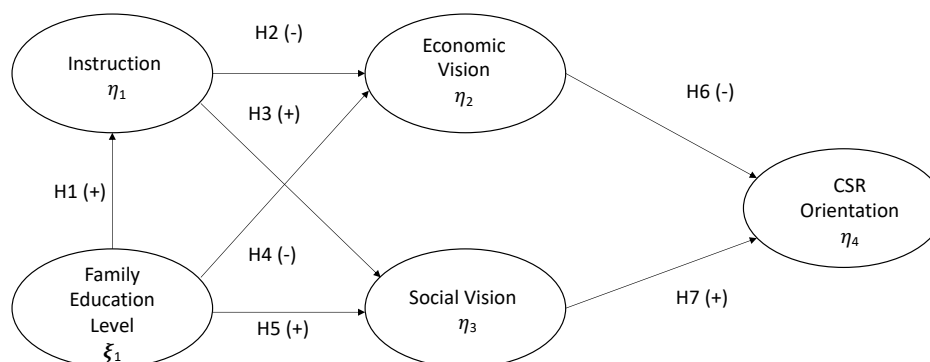 H2 (-)
Instruction
η₁
Economic
Vision
η₂
H3 (+)
H6 (-)
H1 (+)
CSR
Orientation
η₄
H4 (-)
Family
Education
Level
ξ₁
Social Vision
η₃
H5 (+)
H7 (+)